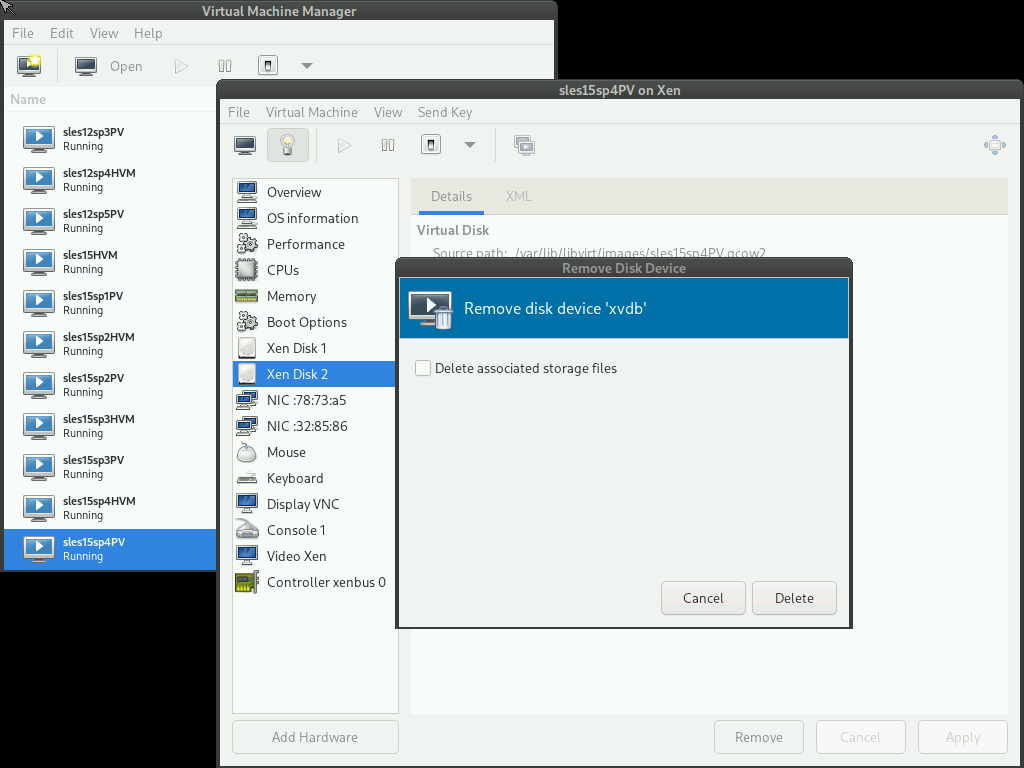 Virtual Machine Manager
File Edit View Help
Open
Name
sles12sp3PV
Running
sles12sp4HVM
Running
sles12sp5PV
Running
sles15HVM
Running
sles15sp1PV
Running
sles15sp2HVM
Running
sles15sp2PV
Running
sles15sp3HVM
Running
sles15sp3PV
Running
sles15sp4HVM
Running
sles15sp4PV
Running
sles15sp4PV on Xen
File Virtual Machine View Send Key
Overview
OS information
Performance
CPUs
Memory
Boot Options
Xen Disk 1
Xen Disk 2
NIC :78:73:a5
NIC :32:85:86
Mouse
Keyboard
Display VNC
Console 1
Video Xen
Controller xenbus 0
Add Hardware
Details XML
Virtual Disk
Source path: /var/lib/libvirt/images/sles15sp4PV.qcow2
Remove Disk Device
Remove disk device 'xvdb'
Delete associated storage files
Cancel Delete
Remove Cancel Apply